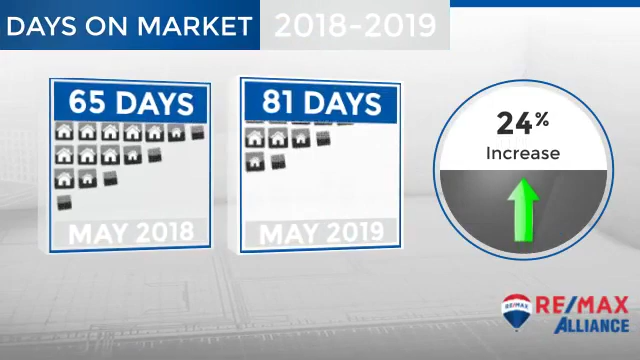 DAYS ON MARKET 2018-2019
65 DAYS
MAY 2018
81 DAYS
MAY 2019
24%
Increase
RE/MAX
RE/MAX
ALLIANCE